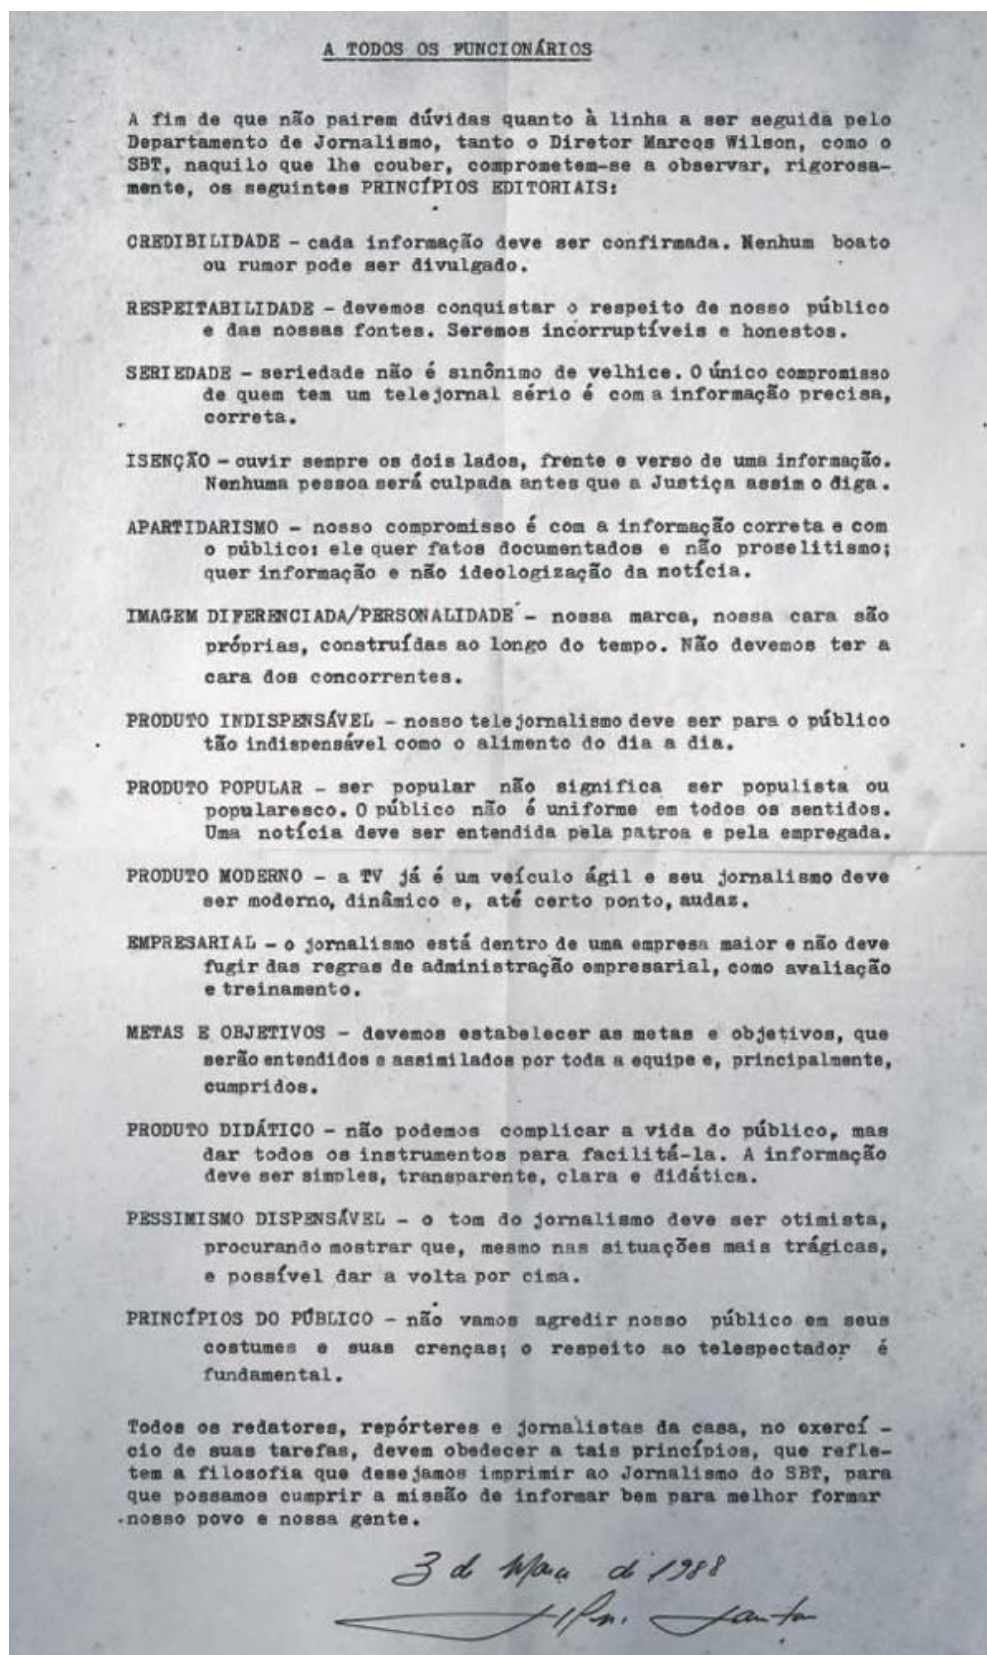 A TODOS OS FUNCIONÁRIOS
A fim de que não pairem dúvidas quanto à linha a ser seguida pelo
Departamento de Jornalismo, tanto o Diretor Marcos Wilson, como o
SBT, naquilo que lhe couber, comprometem-se a observar, rigorosa-
mente, os seguintes PRINCÍPIOS EDITORIAIS:
CREDIBILIDADE - cada informação deve ser confirmada. Nenhum boato
ou rumor pode ser divulgado.
RESPEITABILIDADE - devemos conquistar o respeito de nosso público
e das nossas fontes. Seremos incorruptíveis e honestos.
SERIEDADE - seriedade não é sinônimo de velhice. O único compromisso
de quem tem um telejornal sério é com a informação precisa,
correta.
ISENÇÃO - ouvir sempre os dois lados, frente e verso de uma informação.
Nenhuma pessoa será culpada antes que a Justiça assim o diga.
APARTIDARISMO - nosso compromisso é com a informação correta e com
o público: ele quer fatos documentados e não proselitismo;
quer informação e não ideologização da notícia.
IMAGEM DIFERENCIADA/PERSONALIDADE - nossa marca, nossa cara são
próprias, construídas ao longo do tempo. Não devemos ter a
cara dos concorrentes.
PRODUTO INDISPENSÁVEL - nosso telejornalismo deve ser para o público
tão indispensável como o alimento do dia a dia.
PRODUTO POPULAR - ser popular não significa ser populista ou
popularesco. O público não é uniforme em todos os sentidos.
Uma notícia deve ser entendida pela patroa e pela empregada.
PRODUTO MODERNO - a TV já é um veículo ágil e seu jornalismo deve
ser moderno, dinâmico e, até certo ponto, audaz.
EMPRESARIAL - o jornalismo está dentro de uma empresa maior e não deve
fugir das regras de administração empresarial, como avaliação
e treinamento.
METAS E OBJETIVOS - devemos estabelecer as metas e objetivos, que
serão entendidos e assimilados por toda a equipe e, principalmente,
cumpridos.
PRODUTO DIDÁTICO - não podemos complicar a vida do público, mas
dar todos os instrumentos para facilitá-la. A informação
deve ser simples, transparente, clara e didática.
PESSIMISMO DISPENSÁVEL - o tom do jornalismo deve ser otimista,
procurando mostrar que, mesmo nas situações mais trágicas,
e possível dar a volta por cima.
PRINCÍPIOS DO PÚBLICO - não vamos agredir nosso público em seus
costumes e suas crenças; o respeito ao telespectador é
fundamental.
Todos os redatores, repórteres e jornalistas da casa, no exercí -
cio de suas tarefas, devem obedecer a tais princípios, que refle-
tem a filosofia que desejamos imprimir ao Jornalismo do SBT, para
que possamos cumprir a missão de informar bem para melhor formar
nosso povo e nossa gente.
3 de Março de 1988
Silvio Santos